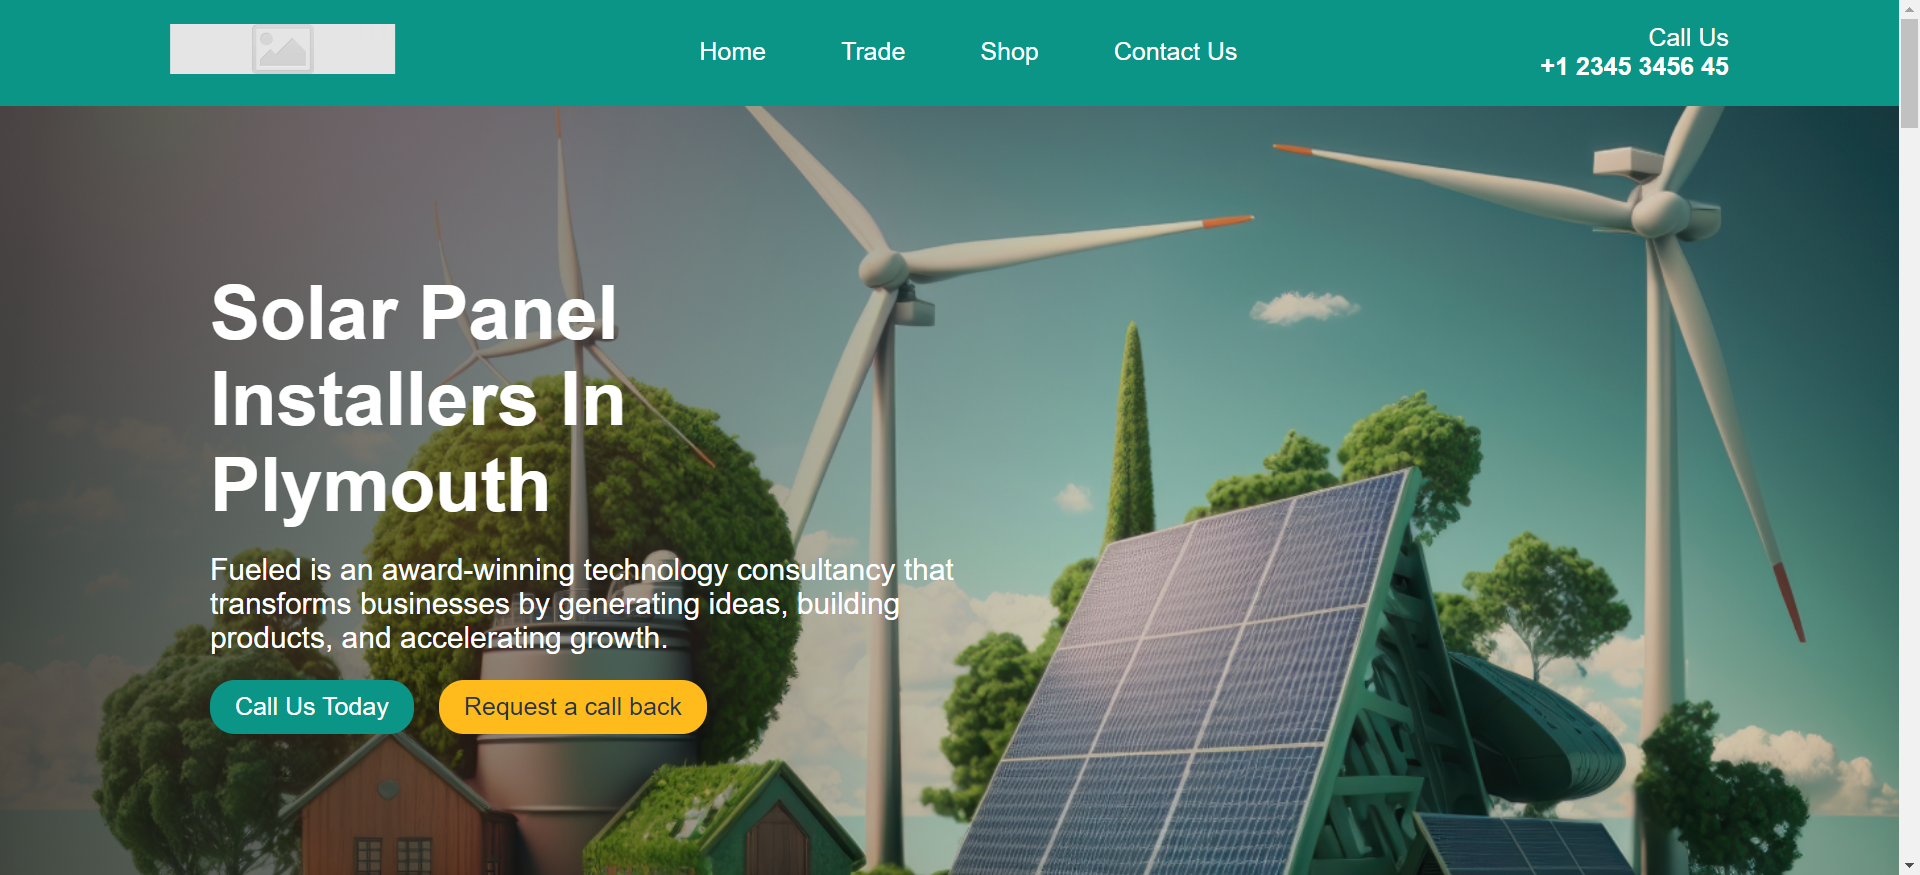 Home
Trade
Shop
Contact Us
Call Us
+1 2345 3456 45
Solar Panel
Installers In
Plymouth
Fueled is an award-winning technology consultancy that
transforms businesses by generating ideas, building
products, and accelerating growth.
Call Us Today
Request a call back